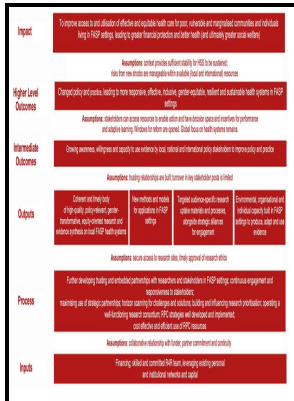 Impact
To improve access to and utilisation of effective and equitable health care for poor, vulnerable and marginalised communities and individuals
living in FASP settings, leading to greater financial protection and better health (and ultimately greater social welfare)
Assumptions: context provides sufficient stability for HSS to be sustained;
risks from new shocks are manageable within available (local and international) resources
Higher Level
Outcomes
Changed policy and practice, leading to more responsive, effective, inclusive, gender-equitable, resilient and sustainable health systems in FASP
settings
Assumptions: stakeholders can access resources to enable action and have decision space and incentives for performance
and adaptive learning. Windows for reform are opened. Global focus on health systems remains.
Intermediate
Outcomes
Growing awareness, willingness and capacity to use evidence by local, national and international policy stakeholders to improve policy and practice
Assumptions: trusting relationships are built; turnover in key stakeholder posts is limited
Outputs
Coherent and timely
body
of high-quality, policy-relevant, gender-
transformative, equity-oriented research and
evidence synthesis on local FASP health systems
New methods and models
for applications in FASP
settings
Targeted audience-specific research
uptake materials and processes,
alongside strategic alliances
for engagement
Environmental, organisational and
individual capacity built in FASP
settings to produce, adapt and use
evidence
Assumptions: secure access to research sites, timely approval of research ethics
Process
Further developing trusting and embedded partnerships with researchers and stakeholders in FASP settings; continuous engagement and
responsiveness to stakeholders;
maximising use of strategic partnerships; horizon scanning for challenges and solutions; building and influencing research prioritisation; operating a
well-functioning research consortium; RPC strategies well developed and implemented;
cost effective and efficient use of RPC resources
Assumptions: collaborative relationship with funder; partner commitment and continuity
Inputs
Financing; skilled and committed R4R team, leveraging existing personal
and institutional networks and capital